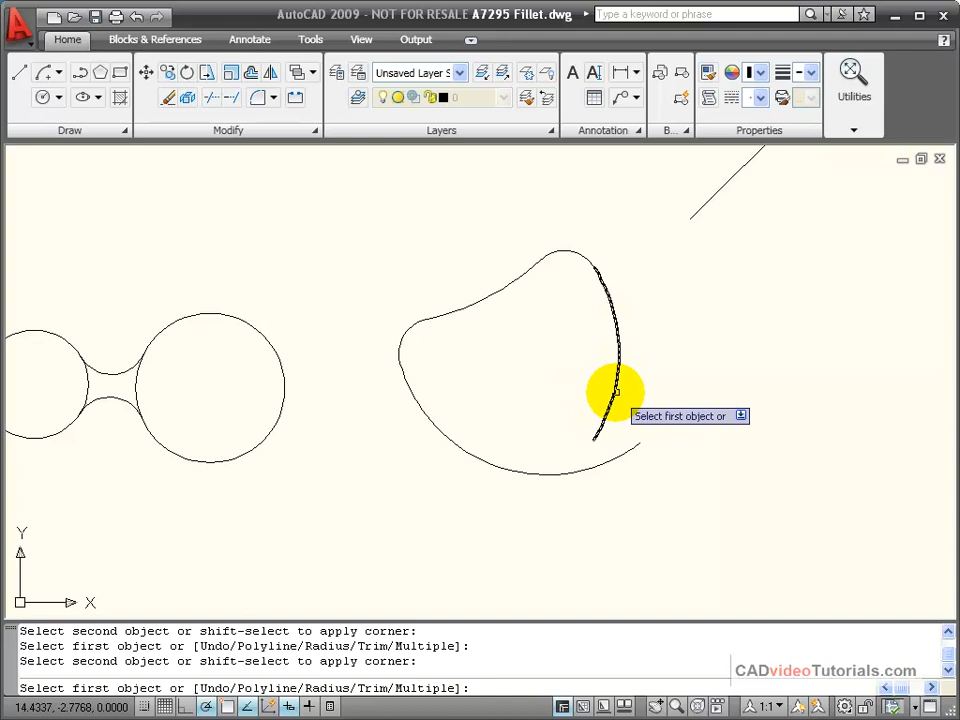 AutoCAD 2009 - NOT FOR RESALE A7295 Fillet.dwg
Type a keyword or phrase
Home
Blocks & References
Annotate
Tools
View
Output
Unsaved Layer S
0
Utilities
Draw
Modify
Layers
Annotation
B...
Properties
Select first object or
Y
X
Select second object or shift-select to apply corner:
Select first object or [Undo/Polyline/Radius/Trim/Multiple]:
Select second object or shift-select to apply corner:
Select first object or [Undo/Polyline/Radius/Trim/Multiple]:
CADvideoTutorials.com
14.4337, -2.7768, 0.0000
1:1